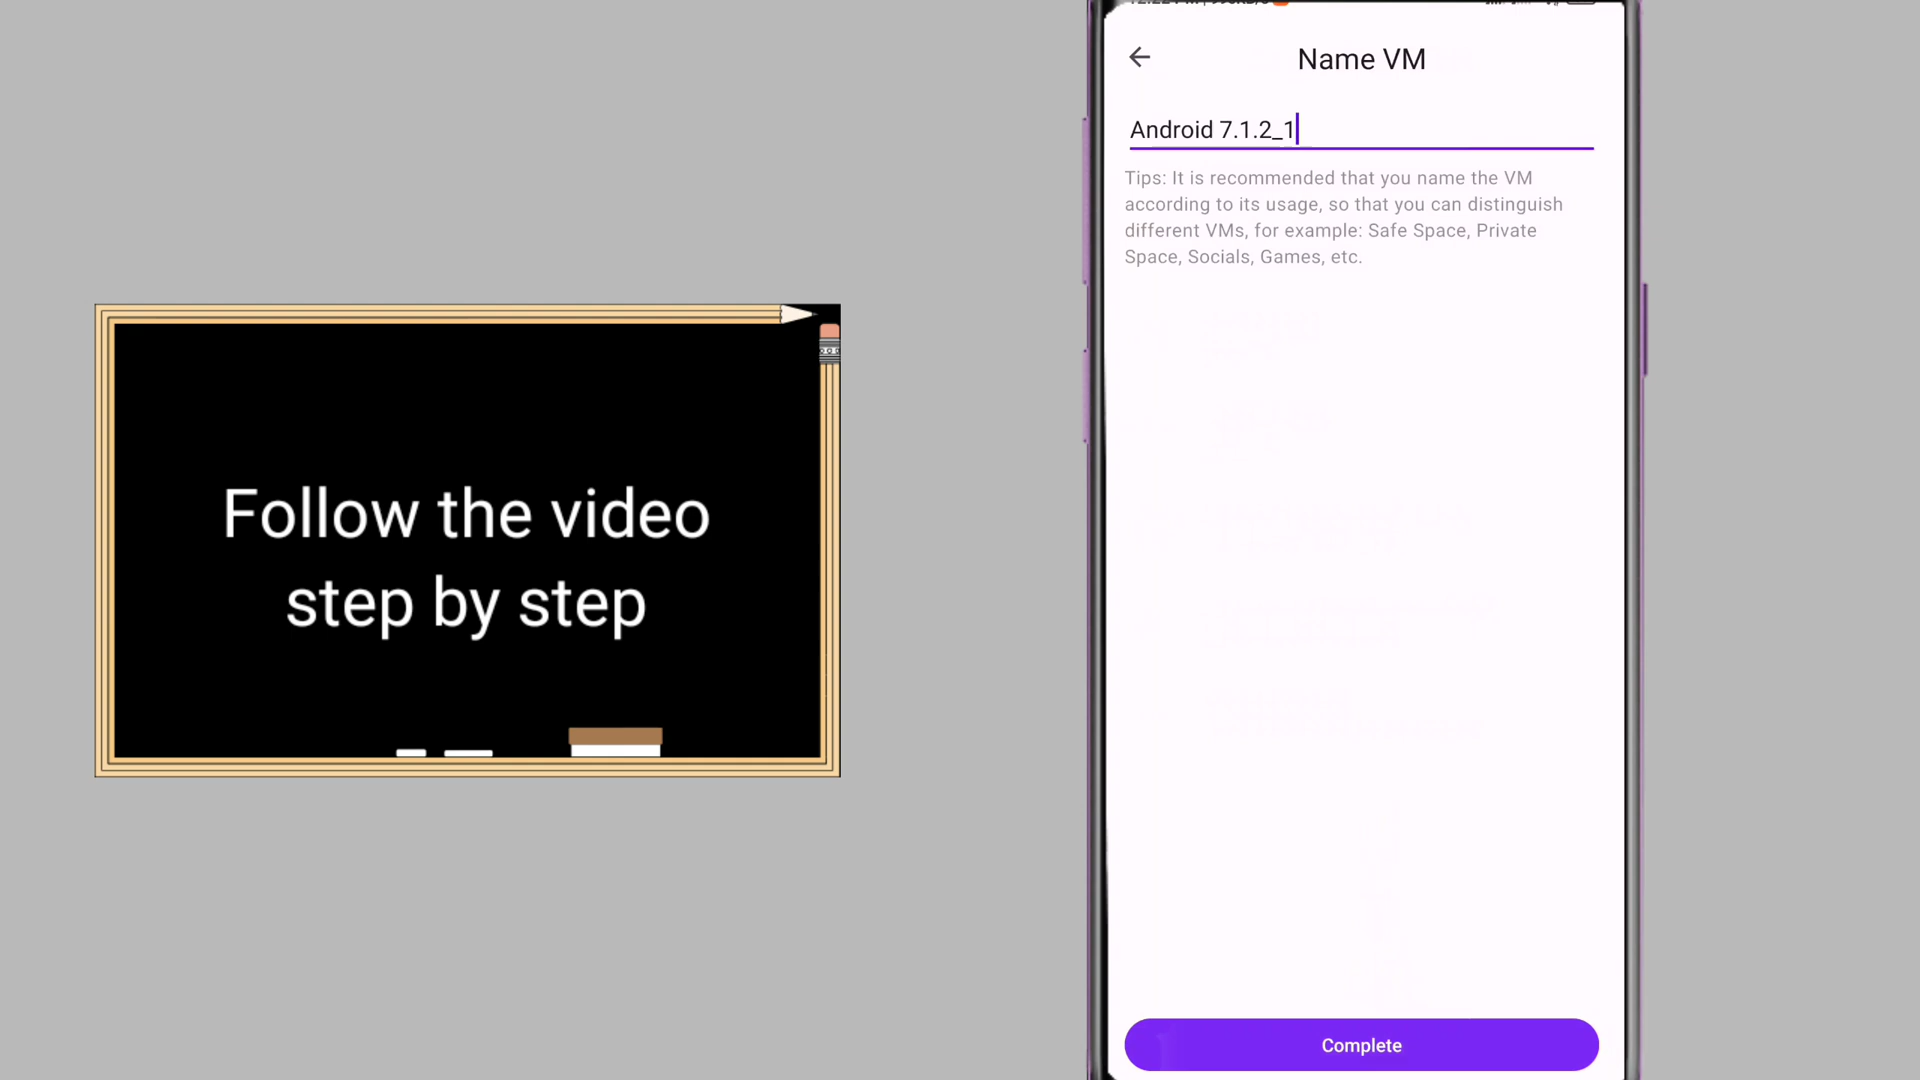 Follow the video
step by step
Name VM
Android 7.1.2_1
Tips: It is recommended that you name the VM
according to its usage, so that you can distinguish
different VMs, for example: Safe Space, Private
Space, Socials, Games, etc.
Complete